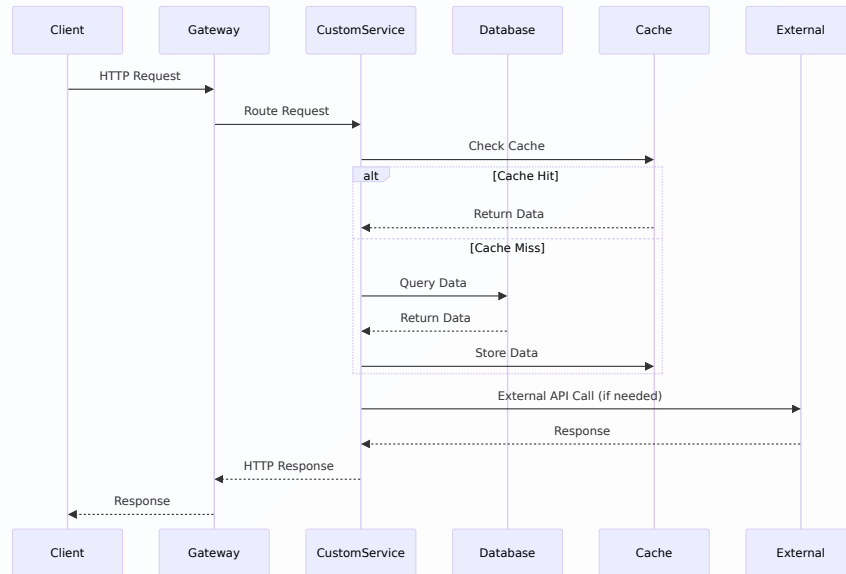 Client Gateway CustomService Database Cache External
HTTP Request
Route Request
Check Cache
alt [Cache Hit]
Return Data
[Cache Miss]
Query Data
Return Data
Store Data
External API Call (if needed)
Response
HTTP Response
Response
Client Gateway CustomService Database Cache External